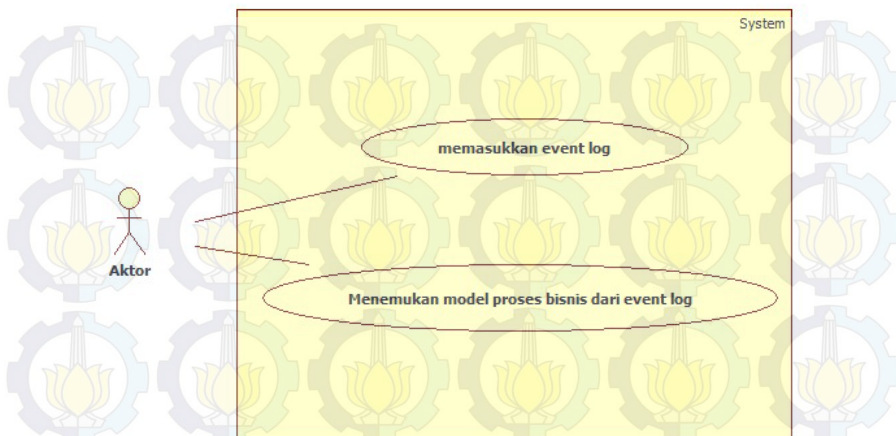 System
memasukkan event log
Aktor
Menemukan model proses bisnis dari event log